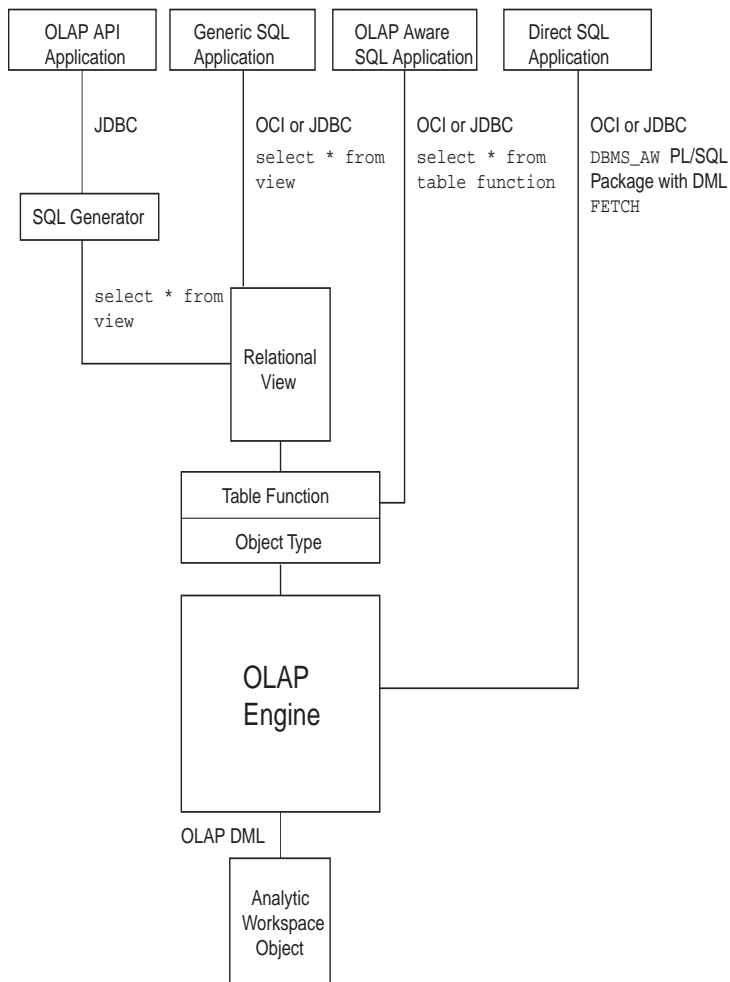 OLAP API
Application
Generic SQL
Application
OLAP Aware
SQL Application
Direct SQL
Application
JDBC
OCI or JDBC
select * from
view
OCI or JDBC
select * from
table function
OCI or JDBC
DBMS_AW PL/SQL
Package with DML
FETCH
SQL Generator
select * from
view
Relational
View
Table Function
Object Type
OLAP
Engine
OLAP DML
Analytic
Workspace
Object